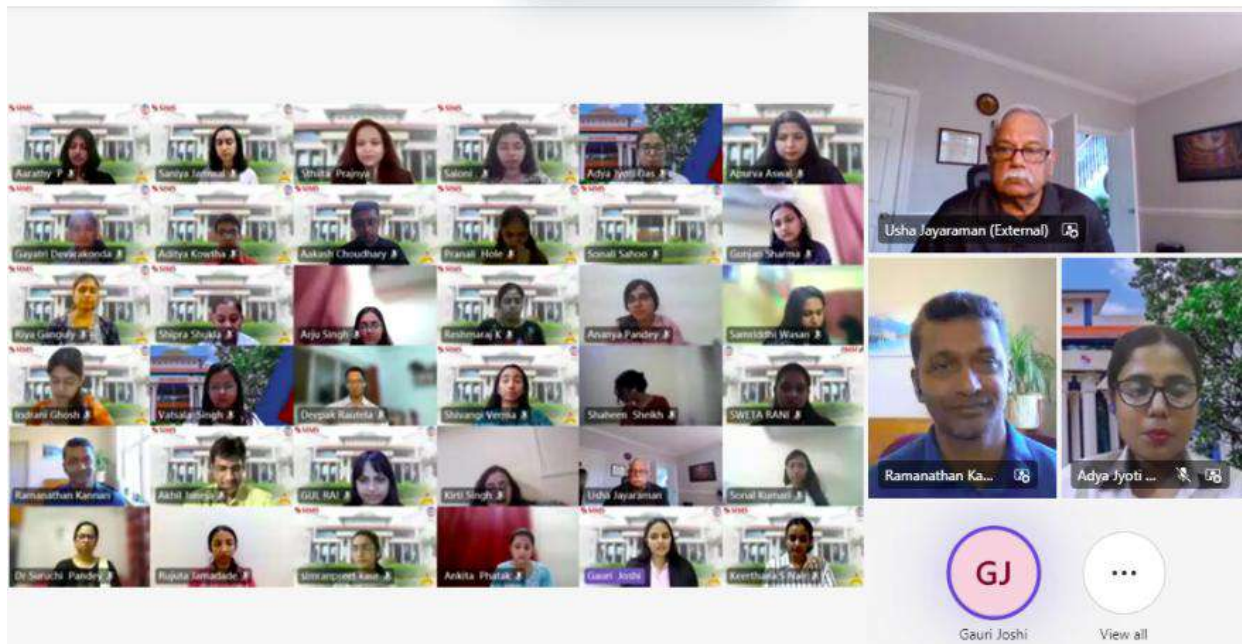 Aarathy P
Saniya Jamwal
Sthita Prajnya
Saloni
Adya Jyoti Das
Apurva Aswal
Gayatri Devarakonda
Aditya Kowtha
Aakash Choudhary
Pranali Hole
Sonali Sahoo
Gunjan Sharma
Riya Ganguly
Shipra Shukla
Arju Singh
Reshmaraj K
Ananya Pandey
Samriddhi Wasan
Indrani Ghosh
Vatsala Singh
Deepak Rautela
Shivangi Verma
Shaheen Sheikh
SWETA RANI
Ramanathan Kannan
Akhil Juneja
GUL RAI
Kirti Singh
Usha Jayaraman
Sonal Kumari
Dr Suruchi Pandey
Rujuta Jamadade
Simranpreet kaur
Ankita Phatak
Gauri Joshi
Keerthana S Nair
Usha Jayaraman (External)
Ramanathan Ka...
Adya Jyoti ...
GJ
Gauri Joshi
View all